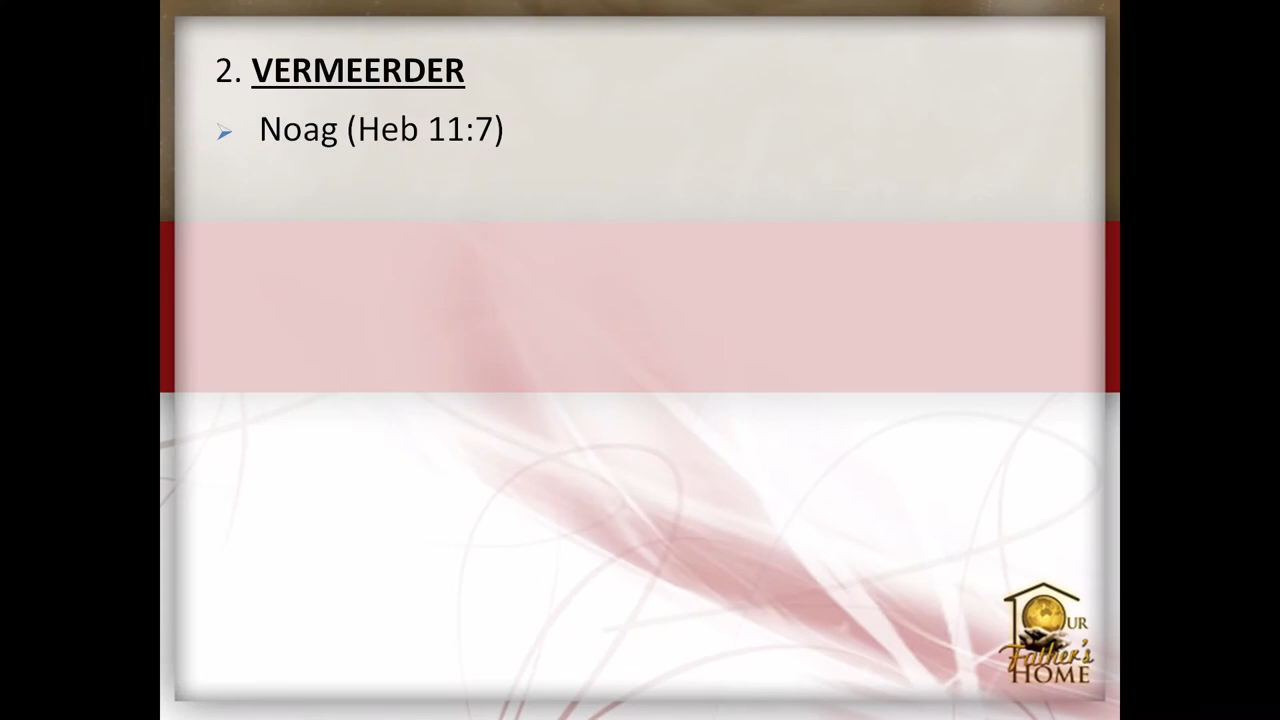 2. VERMEERDER
➢ Noag (Heb 11:7)
OUR
Father's
HOME